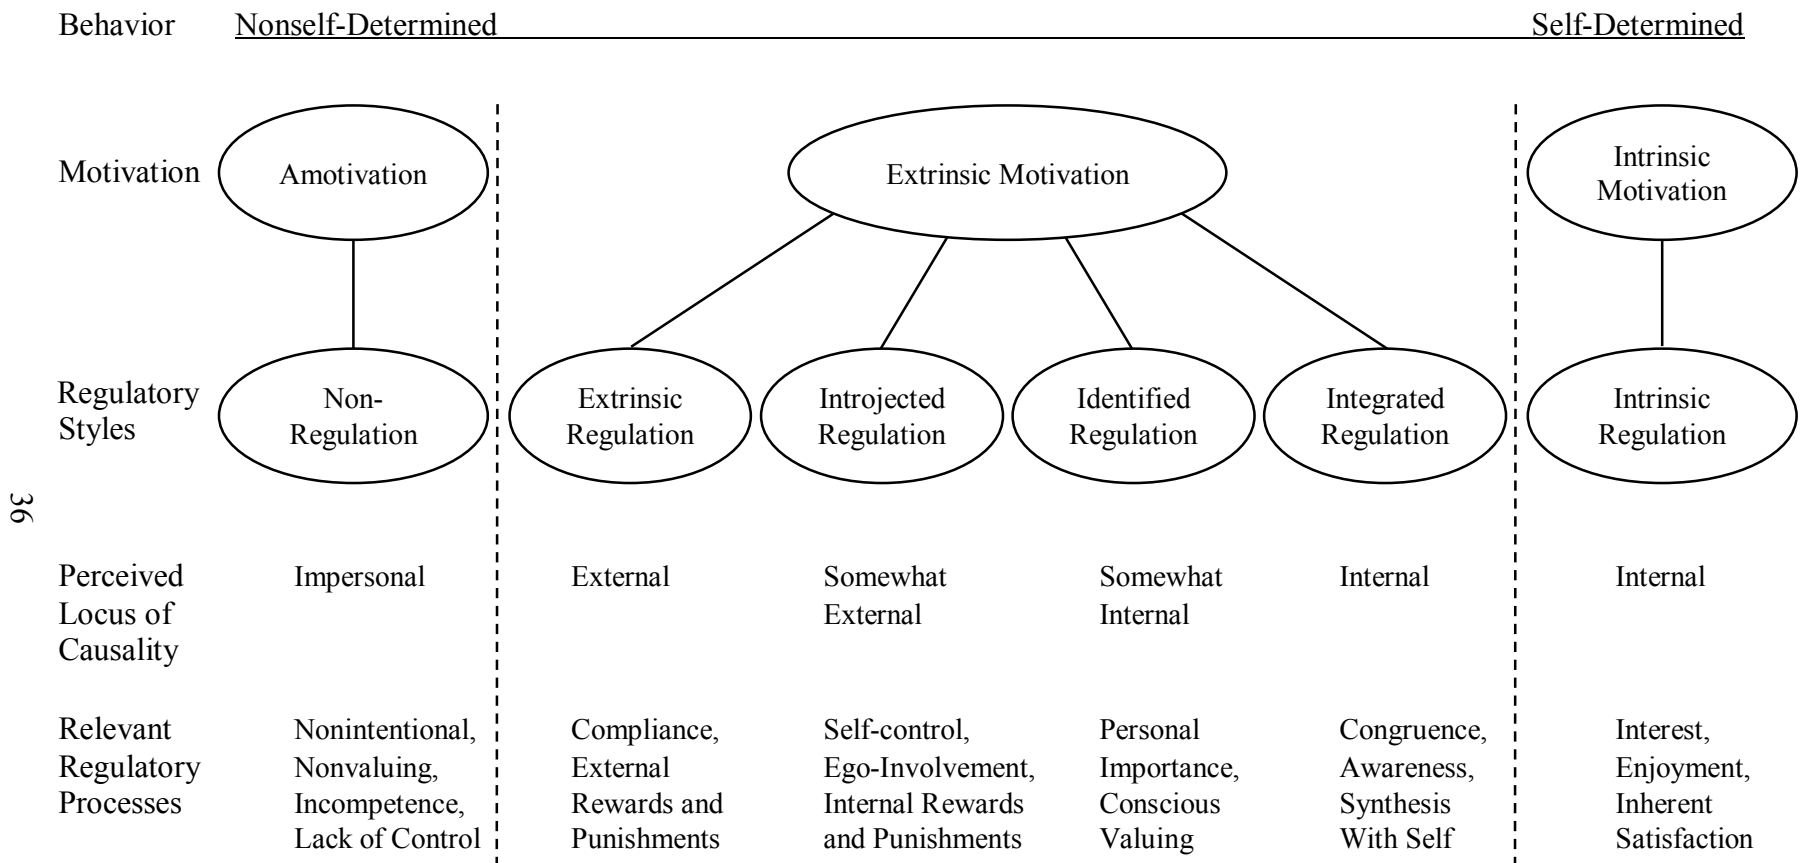 Behavior Nonself-Determined Self-Determined
Motivation Amotivation Extrinsic Motivation Intrinsic
Motivation
Regulatory
Styles
Non-
Regulation
Extrinsic
Regulation
Introjected
Regulation
Identified
Regulation
Integrated
Regulation
Intrinsic
Regulation
36
Perceived
Locus of
Causality
Impersonal
External
Somewhat
External
Somewhat
Internal
Internal
Internal
Relevant
Regulatory
Processes
Nonintentional,
Nonvaluing,
Incompetence,
Lack of Control
Compliance,
External
Rewards and
Punishments
Self-control,
Ego-Involvement,
Internal Rewards
and Punishments
Personal
Importance,
Conscious
Valuing
Congruence,
Awareness,
Synthesis
With Self
Interest,
Enjoyment,
Inherent
Satisfaction